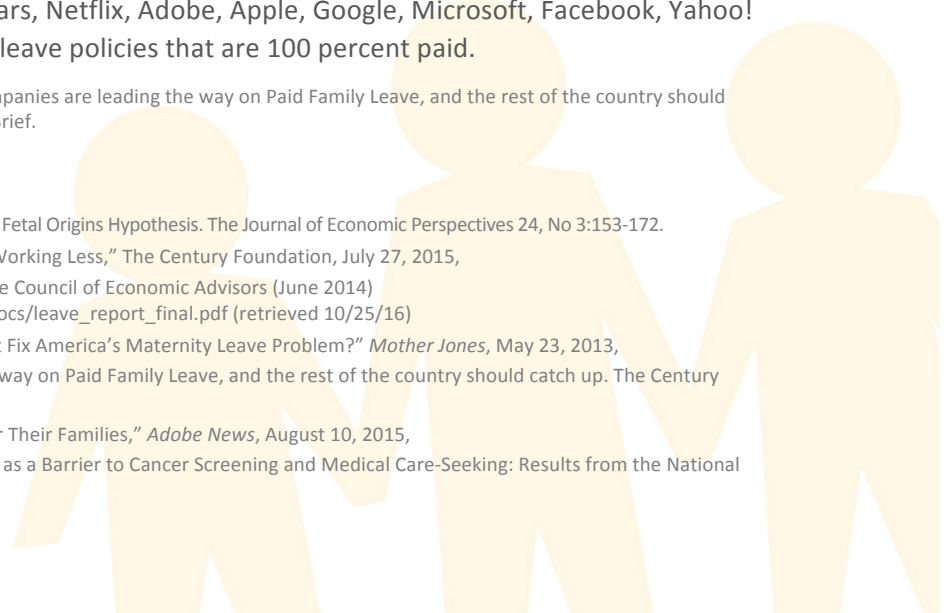 ars, Netflix, Adobe, Apple, Google, Microsoft, Facebook, Yahoo!
leave policies that are 100 percent paid.
panies are leading the way on Paid Family Leave, and the rest of the country should
Brief.
Fetal Origins Hypothesis. The Journal of Economic Perspectives 24, No 3:153-172.
Working Less,” The Century Foundation, July 27, 2015,
e Council of Economic Advisors (June 2014)
ocs/leave_report_final.pdf (retrieved 10/25/16)
t Fix America’s Maternity Leave Problem?” Mother Jones, May 23, 2013,
way on Paid Family Leave, and the rest of the country should catch up. The Century
r Their Families,” Adobe News, August 10, 2015,
as a Barrier to Cancer Screening and Medical Care-Seeking: Results from the National